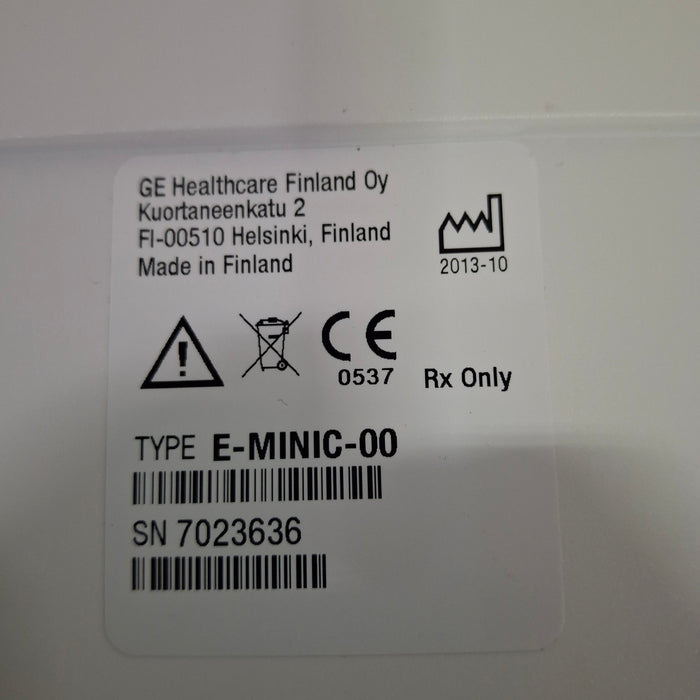 GE Healthcare Finland Oy
Kuortaneenkatu 2
FI-00510 Helsinki, Finland
Made in Finland
2013-10
CE
0537
Rx Only
TYPE E-MINIC-00
SN 7023636